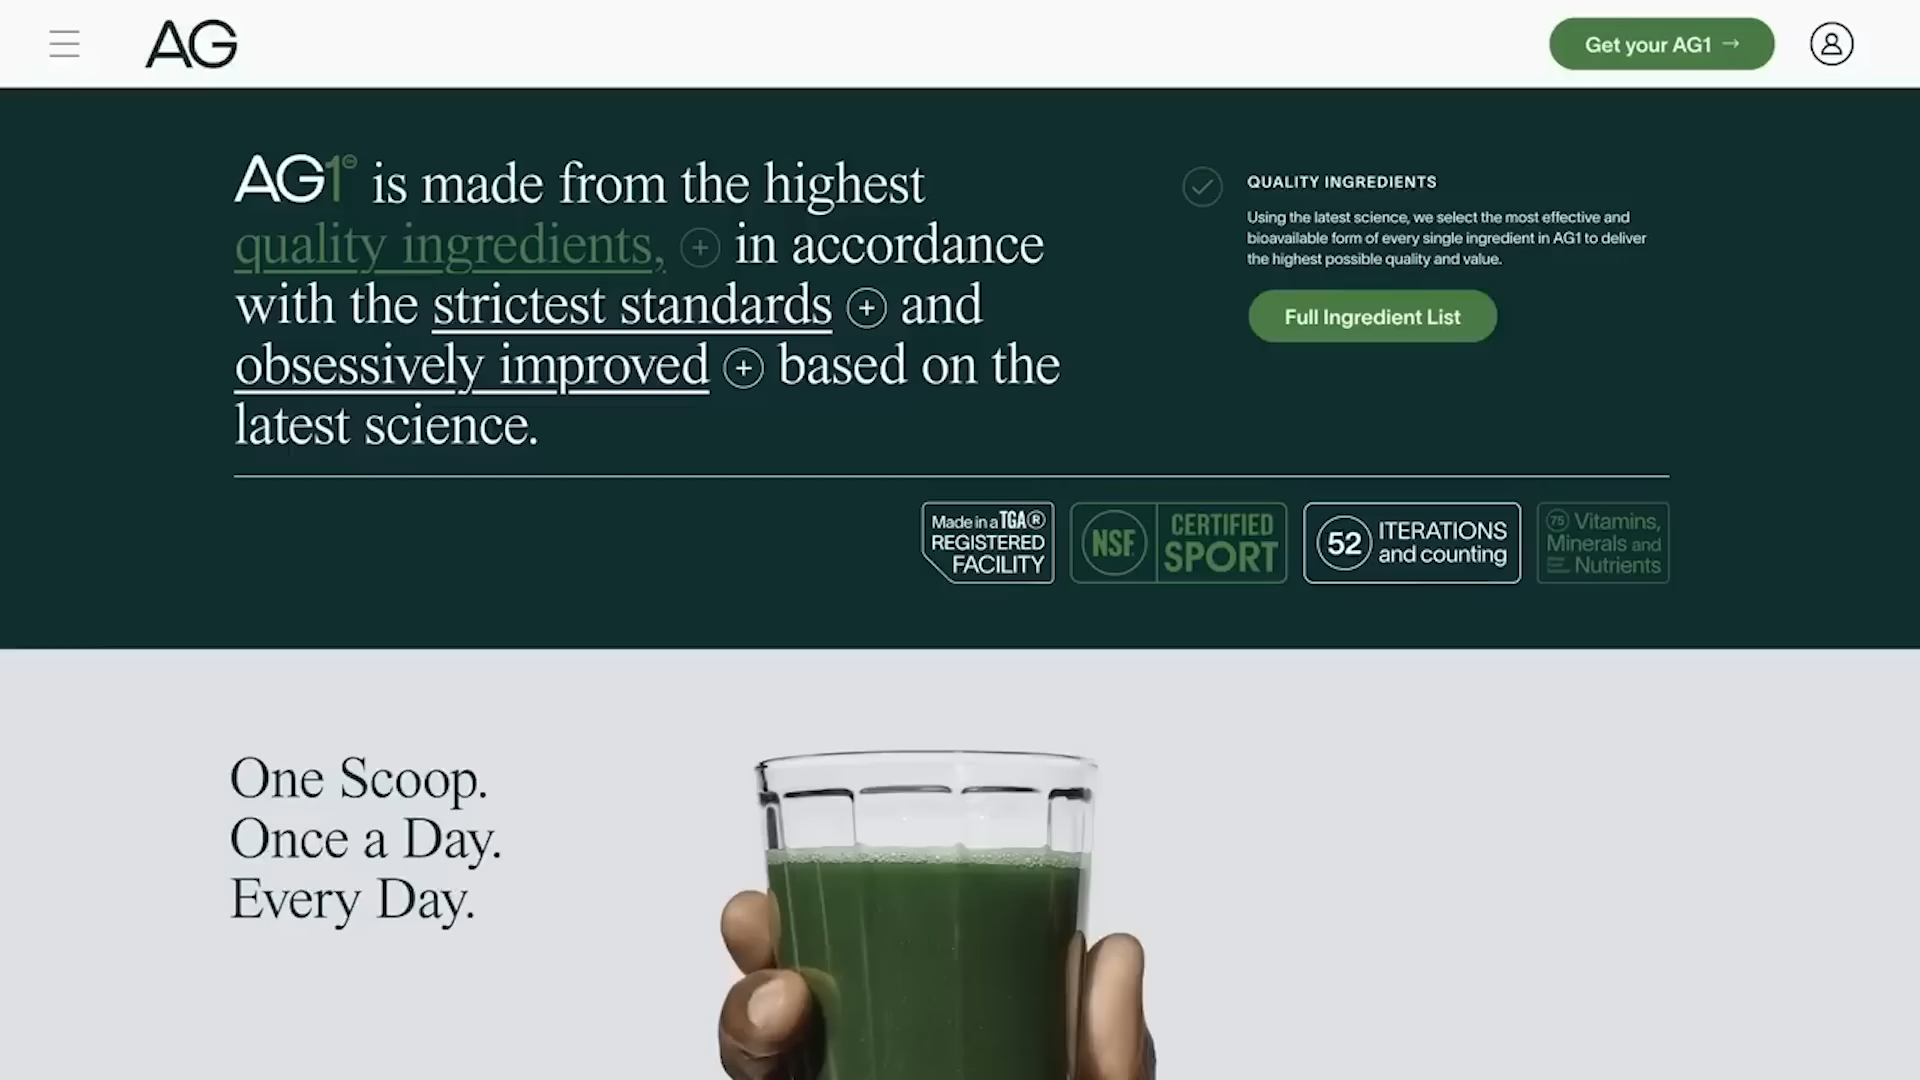 AG
Get your AG1 →
AG1 is made from the highest
quality ingredients, + in accordance
with the strictest standards + and
obsessively improved + based on the
latest science.
QUALITY INGREDIENTS
Using the latest science, we select the most effective and
bioavailable form of every single ingredient in AG1 to deliver
the highest possible quality and value.
Full Ingredient List
Made in a TGA®
REGISTERED
FACILITY
NSF
CERTIFIED
SPORT
52
ITERATIONS
and counting
75 Vitamins,
Minerals and
Nutrients
One Scoop.
Once a Day.
Every Day.